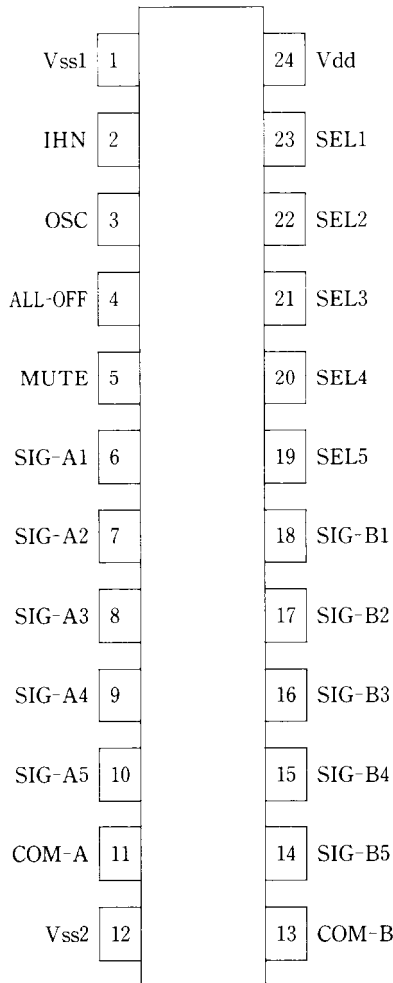 Vss1 1 24 Vdd
IHN 2 23 SEL1
OSC 3 22 SEL2
ALL-OFF 4 21 SEL3
MUTE 5 20 SEL4
SIG-A1 6 19 SEL5
SIG-A2 7 18 SIG-B1
SIG-A3 8 17 SIG-B2
SIG-A4 9 16 SIG-B3
SIG-A5 10 15 SIG-B4
COM-A 11 14 SIG-B5
Vss2 12 13 COM-B